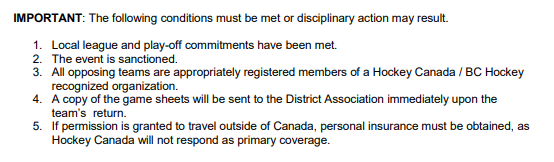 IMPORTANT: The following conditions must be met or disciplinary action may result.
1. Local league and play-off commitments have been met.
2. The event is sanctioned.
3. All opposing teams are appropriately registered members of a Hockey Canada / BC Hockey
recognized organization.
4. A copy of the game sheets will be sent to the District Association immediately upon the
team's return.
5. If permission is granted to travel outside of Canada, personal insurance must be obtained, as
Hockey Canada will not respond as primary coverage.